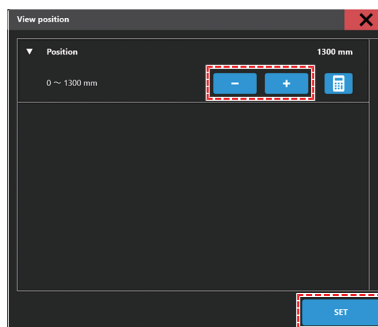 View position
▼ Position 1300 mm
0 ～ 1300 mm − +
SET